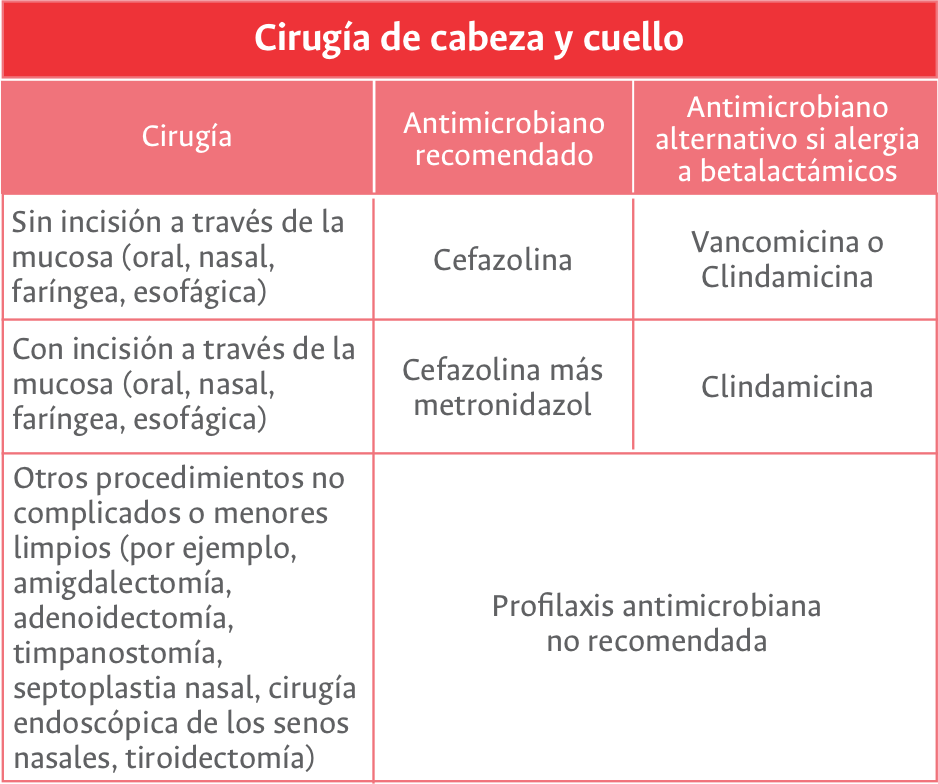 Cirugía de cabeza y cuello
Cirugía
Antimicrobiano
recomendado
Antimicrobiano
alternativo si alergia
a betalactámicos
Sin incisión a través de la
mucosa (oral, nasal,
faríngea, esofágica)
Cefazolina
Vancomicina o
Clindamicina
Con incisión a través de la
mucosa (oral, nasal,
faríngea, esofágica)
Cefazolina más
metronidazol
Clindamicina
Otros procedimientos no
complicados o menores
limpios (por ejemplo,
amigdalectomía,
adenoidectomía,
timpanostomía,
septoplastia nasal, cirugía
endoscópica de los senos
nasales, tiroidectomía)
Profilaxis antimicrobiana
no recomendada